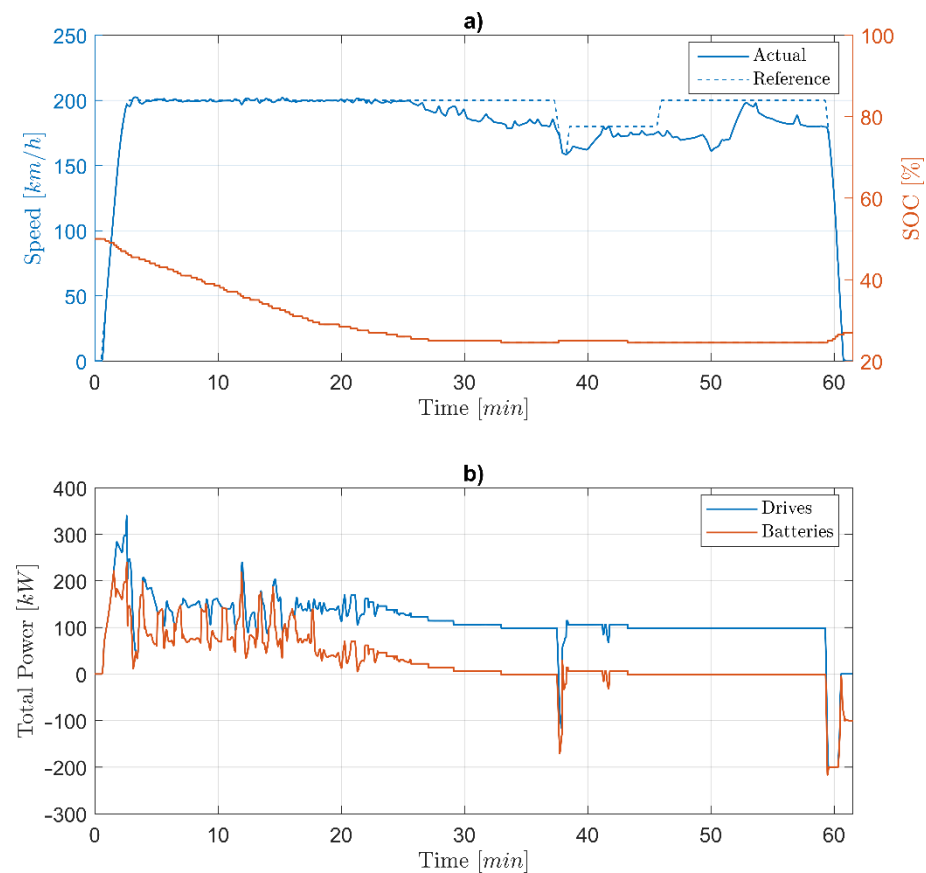 a)
250
200
150
100
50
0
Speed [km/h]
100
80
60
40
20
SOC [%]
Actual
Reference
0 10 20 30 40 50 60
Time [min]
b)
400
300
200
100
0
-100
-200
-300
Total Power [kW]
Drives
Batteries
0 10 20 30 40 50 60
Time [min]